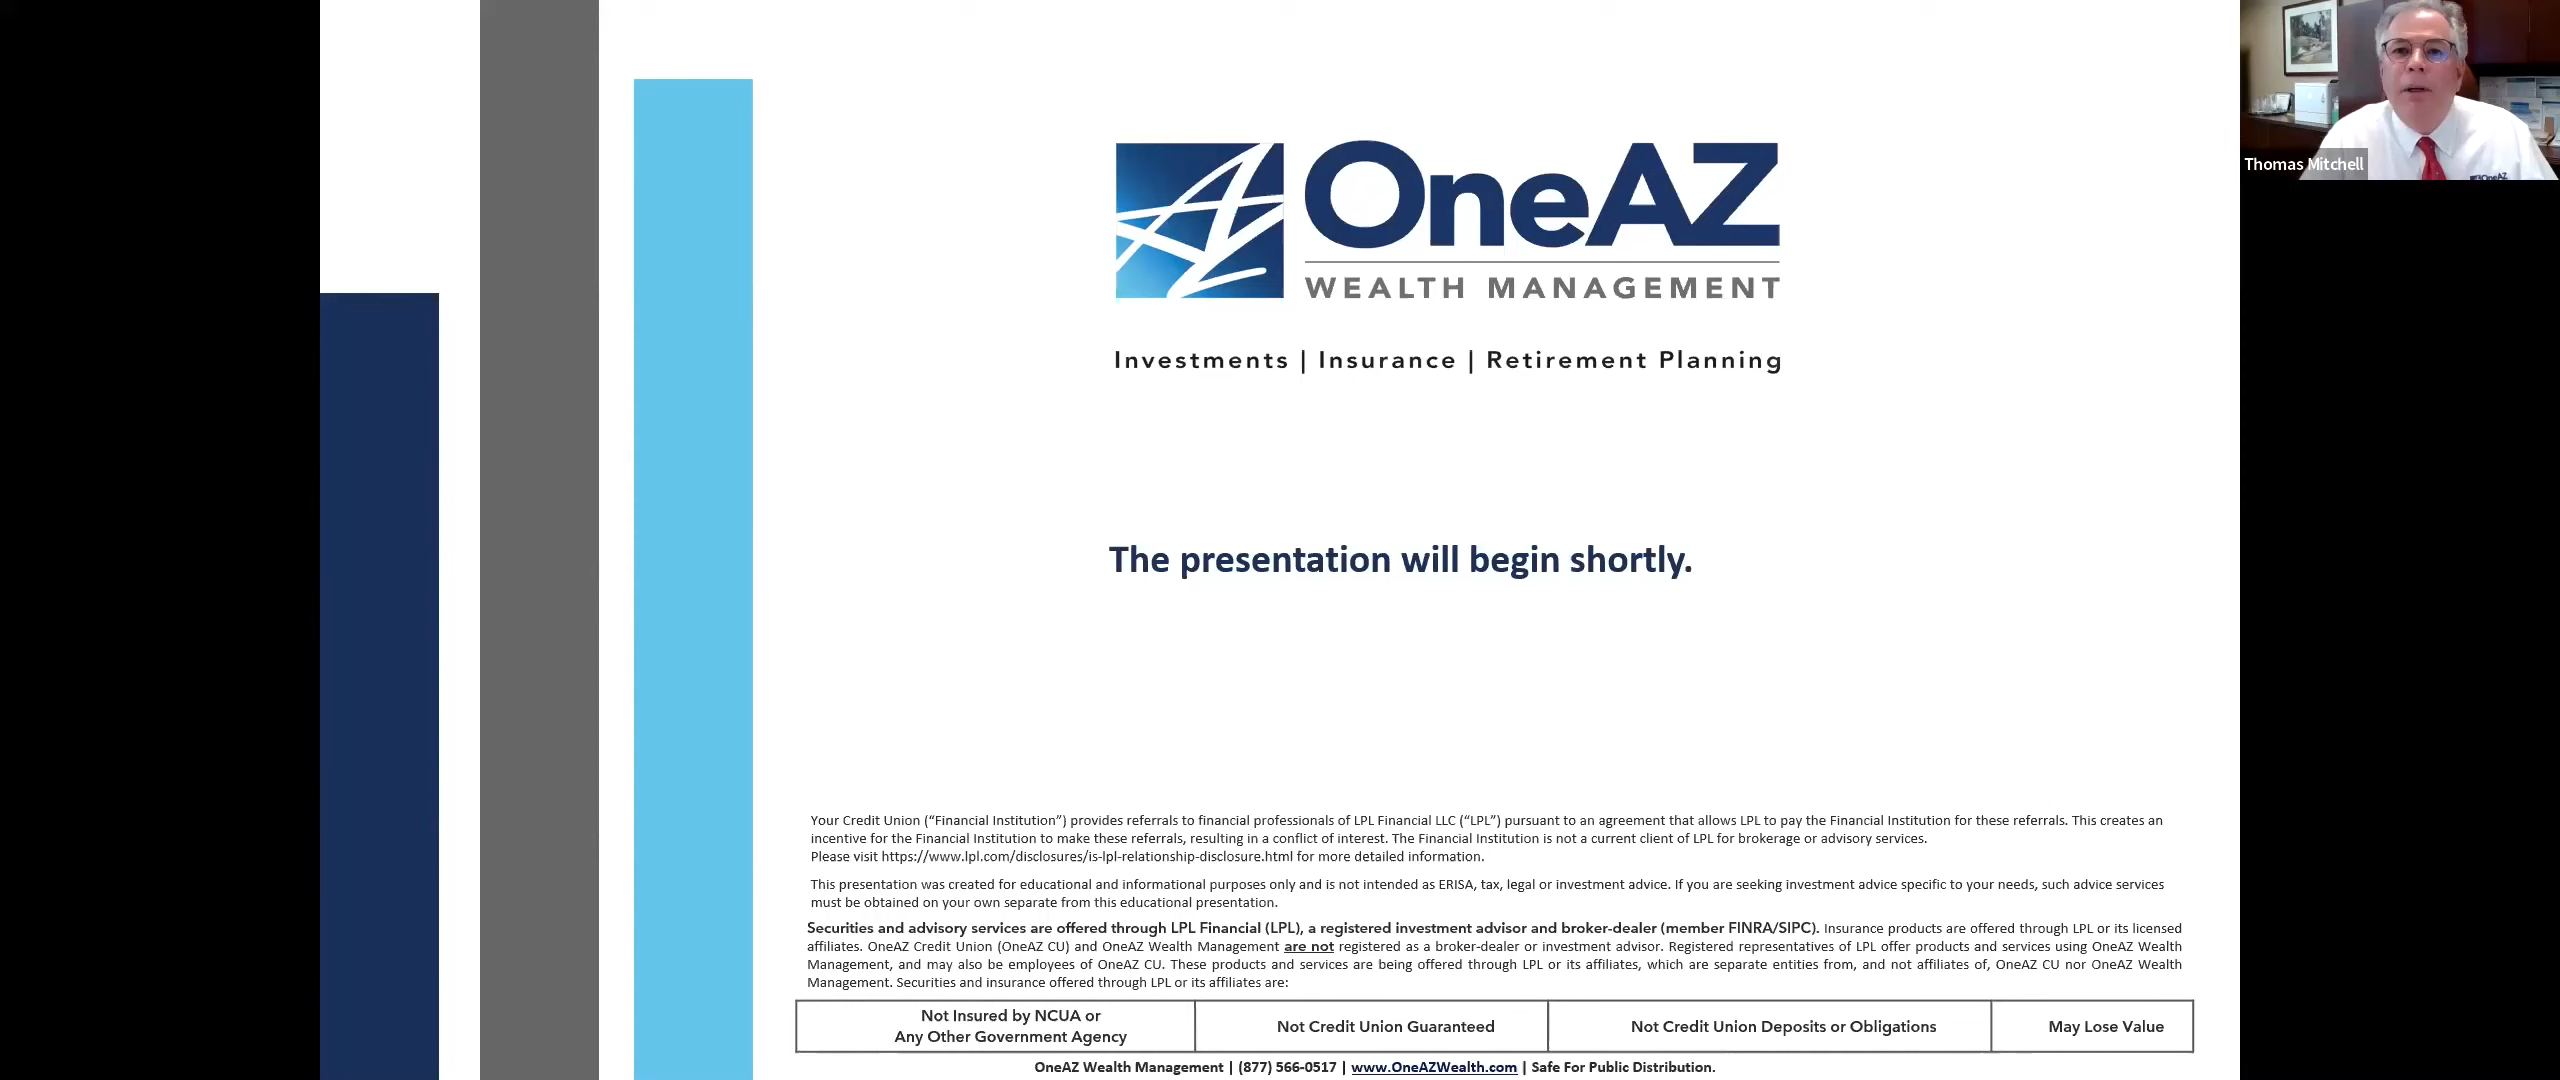 OneAZ
WEALTH MANAGEMENT
Investments | Insurance | Retirement Planning
Thomas Mitchell
OneAZ
The presentation will begin shortly.
Your Credit Union (“Financial Institution”) provides referrals to financial professionals of LPL Financial LLC (“LPL”) pursuant to an agreement that allows LPL to pay the Financial Institution for these referrals. This creates an
incentive for the Financial Institution to make these referrals, resulting in a conflict of interest. The Financial Institution is not a current client of LPL for brokerage or advisory services.
Please visit https://www.lpl.com/disclosures/is-lpl-relationship-disclosure.html for more detailed information.
This presentation was created for educational and informational purposes only and is not intended as ERISA, tax, legal or investment advice. If you are seeking investment advice specific to your needs, such advice services
must be obtained on your own separate from this educational presentation.
Securities and advisory services are offered through LPL Financial (LPL), a registered investment advisor and broker-dealer (member FINRA/SIPC). Insurance products are offered through LPL or its licensed
affiliates. OneAZ Credit Union (OneAZ CU) and OneAZ Wealth Management are not registered as a broker-dealer or investment advisor. Registered representatives of LPL offer products and services using OneAZ Wealth
Management, and may also be employees of OneAZ CU. These products and services are being offered through LPL or its affiliates, which are separate entities from, and not affiliates of, OneAZ CU nor OneAZ Wealth
Management. Securities and insurance offered through LPL or its affiliates are:
Not Insured by NCUA or
Any Other Government Agency
Not Credit Union Guaranteed
Not Credit Union Deposits or Obligations
May Lose Value
OneAZ Wealth Management | (877) 566-0517 | www.OneAZWealth.com | Safe For Public Distribution.